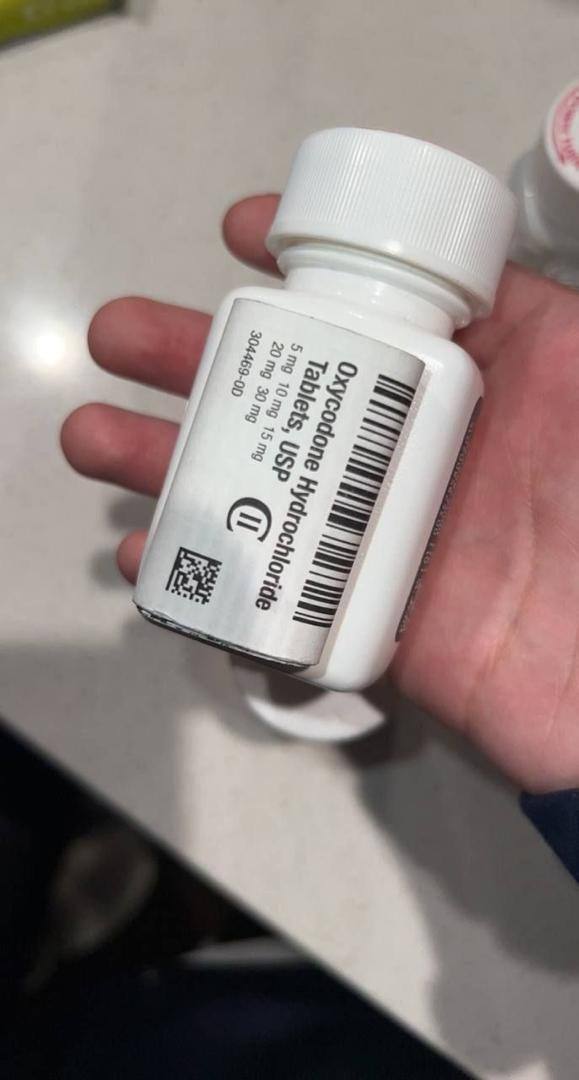 Oxycodone Hydrochloride
Tablets, USP
CII
5 mg 10 mg 15 mg
20 mg 30 mg
304469-00